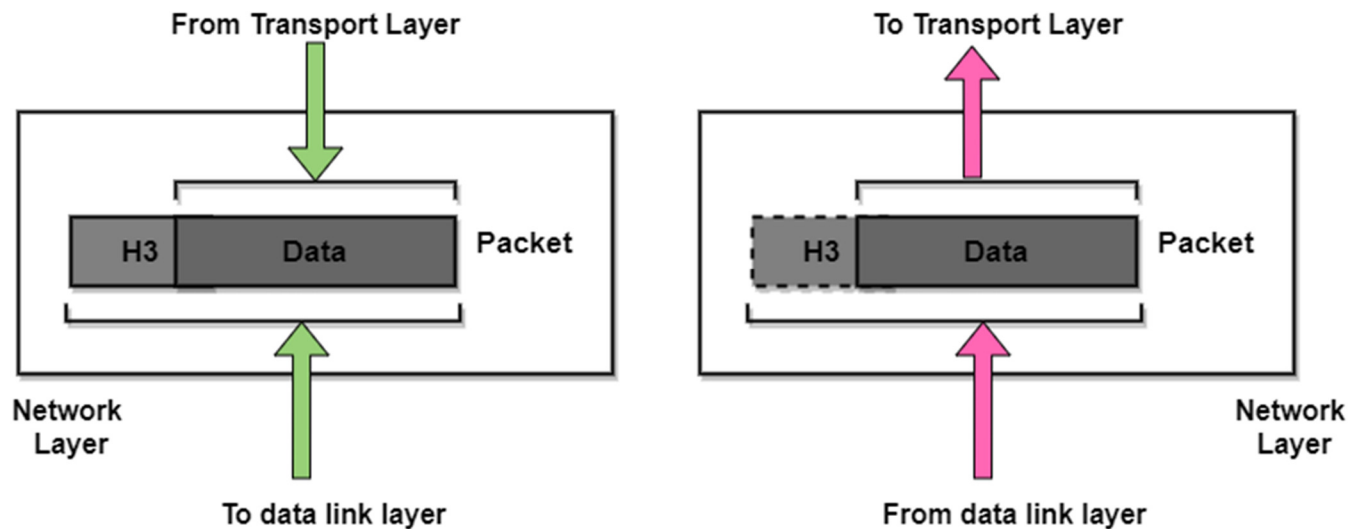 From Transport Layer
H3
Data
Packet
Network
Layer
To data link layer
To Transport Layer
H3
Data
Packet
Network
Layer
From data link layer